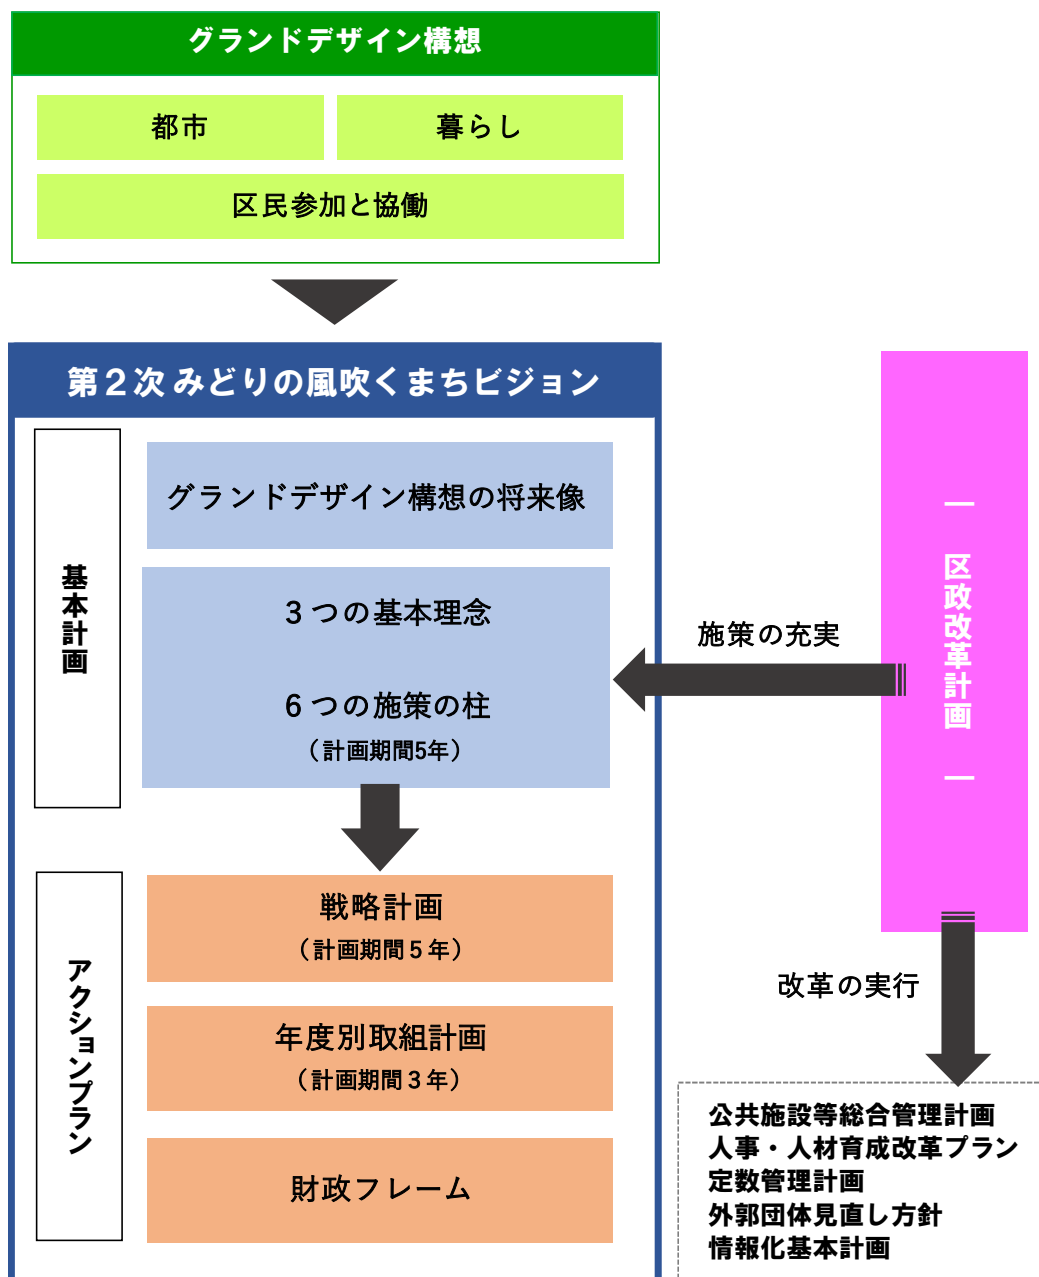 グランドデザイン構想
都市
暮らし
区民参加と協働
第２次 みどりの風吹くまちビジョン
基本計画
グランドデザイン構想の将来像
３つの基本理念
６つの施策の柱
（計画期間5年）
アクションプラン
戦略計画
（計画期間５年）
年度別取組計画
（計画期間３年）
財政フレーム
施策の充実
― 区政改革計画 ―
改革の実行
公共施設等総合管理計画
人事・人材育成改革プラン
定数管理計画
外郭団体見直し方針
情報化基本計画